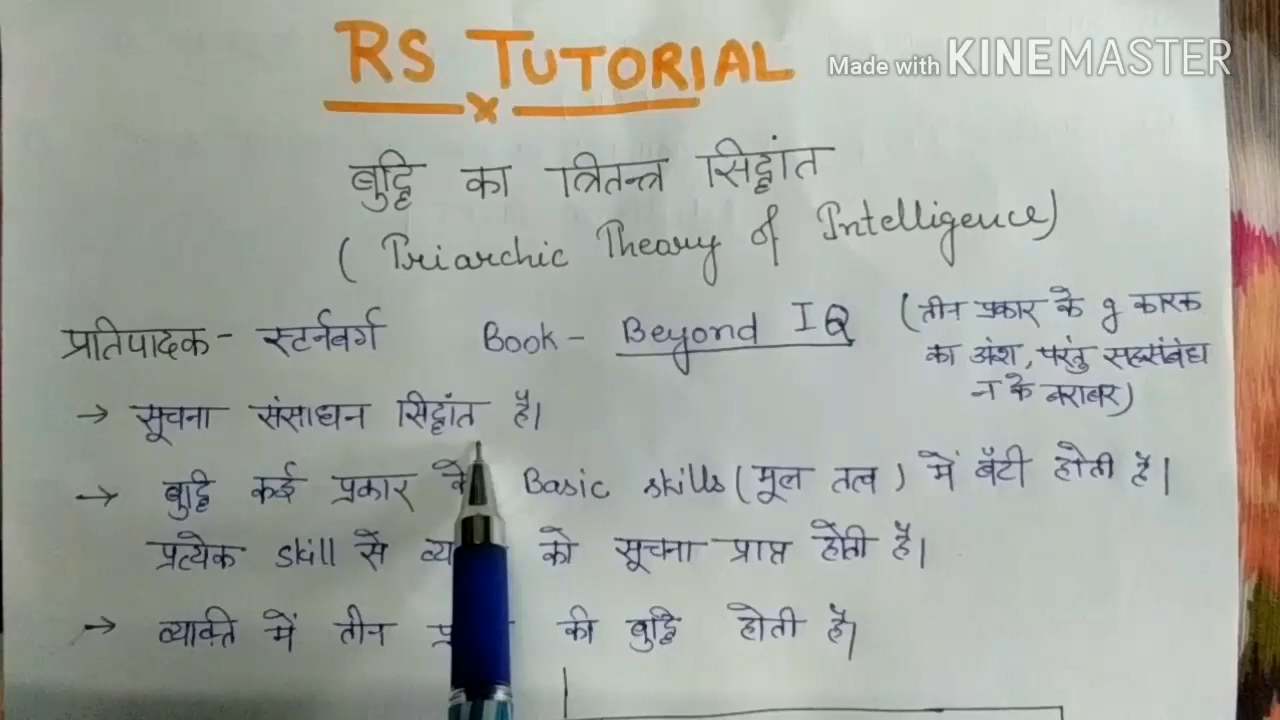 RS TUTORIAL
Made with KINEMASTER
बुद्धि का त्रितन्त्र सिद्धांत
(Triarchic Theory of Intelligence)
प्रतिपादक - स्टर्नबर्ग Book - Beyond IQ (तीन प्रकार के g कारक
का अंश, परंतु सहसंबंध
न के बराबर)
→ सूचना संसाधन सिद्धांत है।
→ बुद्धि कई प्रकार के Basic skills (मूल तत्व) में बँटी होती है।
प्रत्येक skill से को सूचना प्राप्त होती है।
→ व्यक्ति में तीन की बुद्धि होती है।